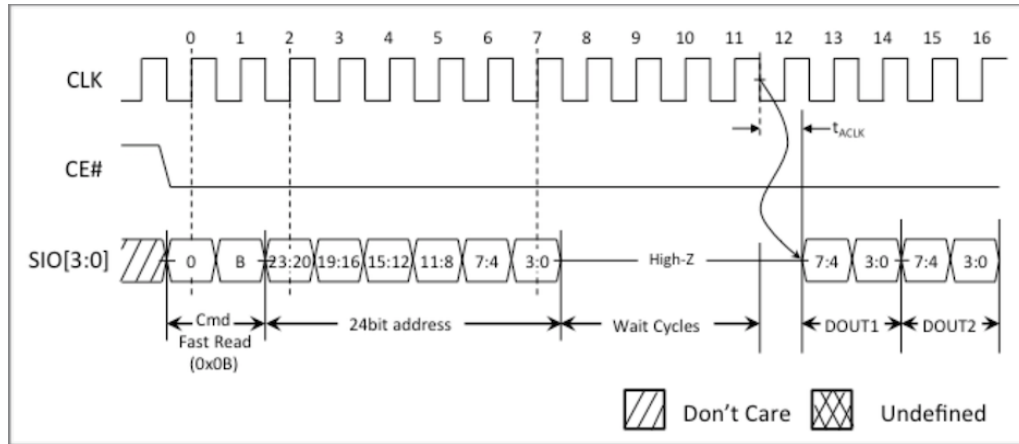 0 1 2 3 4 5 6 7 8 9 10 11 12 13 14 15 16
CLK
tACLK
CE#
SIO[3:0] 0 B 23:20 19:16 15:12 11:8 7:4 3:0 High-Z 7:4 3:0 7:4 3:0
Cmd 24bit address Wait Cycles DOUT1 DOUT2
Fast Read
(0x0B)
Don't Care Undefined